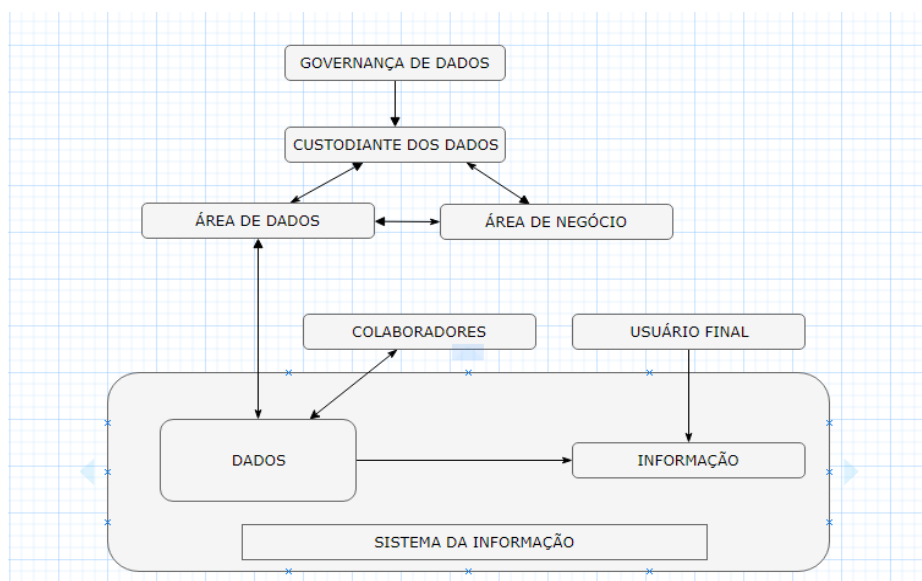 GOVERNANÇA DE DADOS
CUSTODIANTE DOS DADOS
ÁREA DE DADOS
ÁREA DE NEGÓCIO
COLABORADORES
USUÁRIO FINAL
DADOS
INFORMAÇÃO
SISTEMA DA INFORMAÇÃO